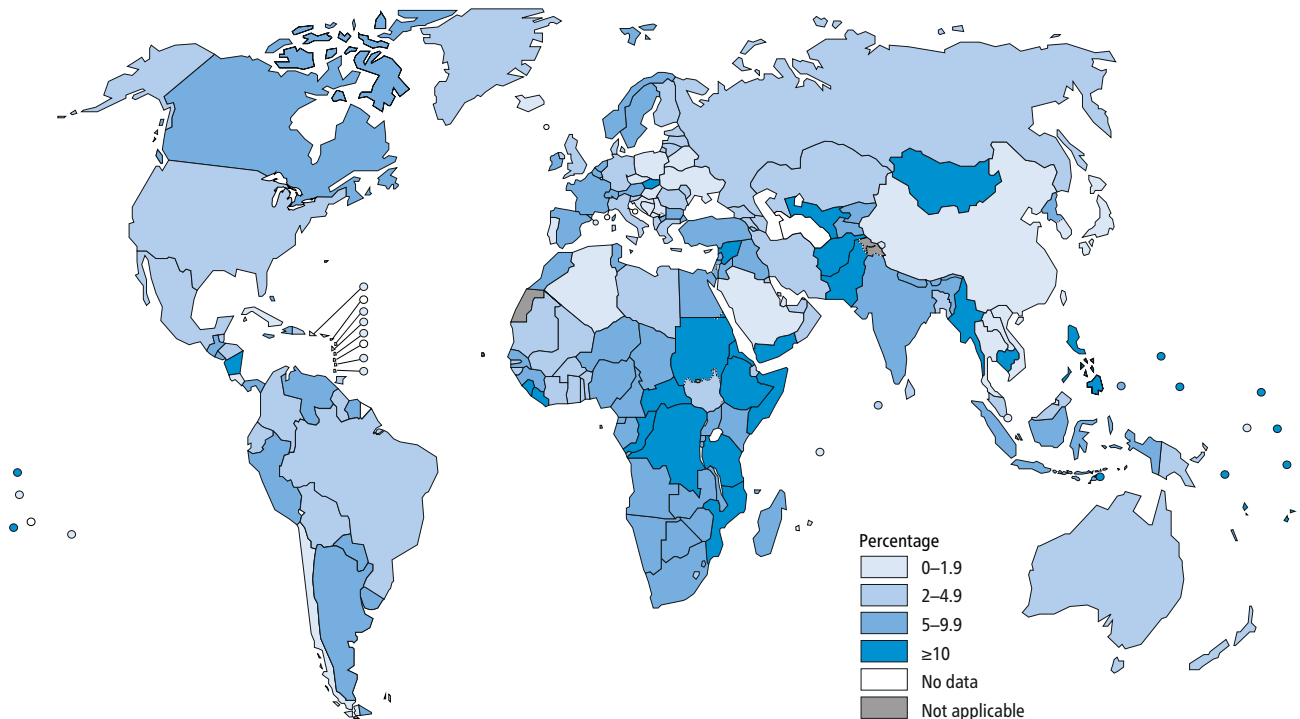 Percentage
0–1.9
2–4.9
5–9.9
≥10
No data
Not applicable